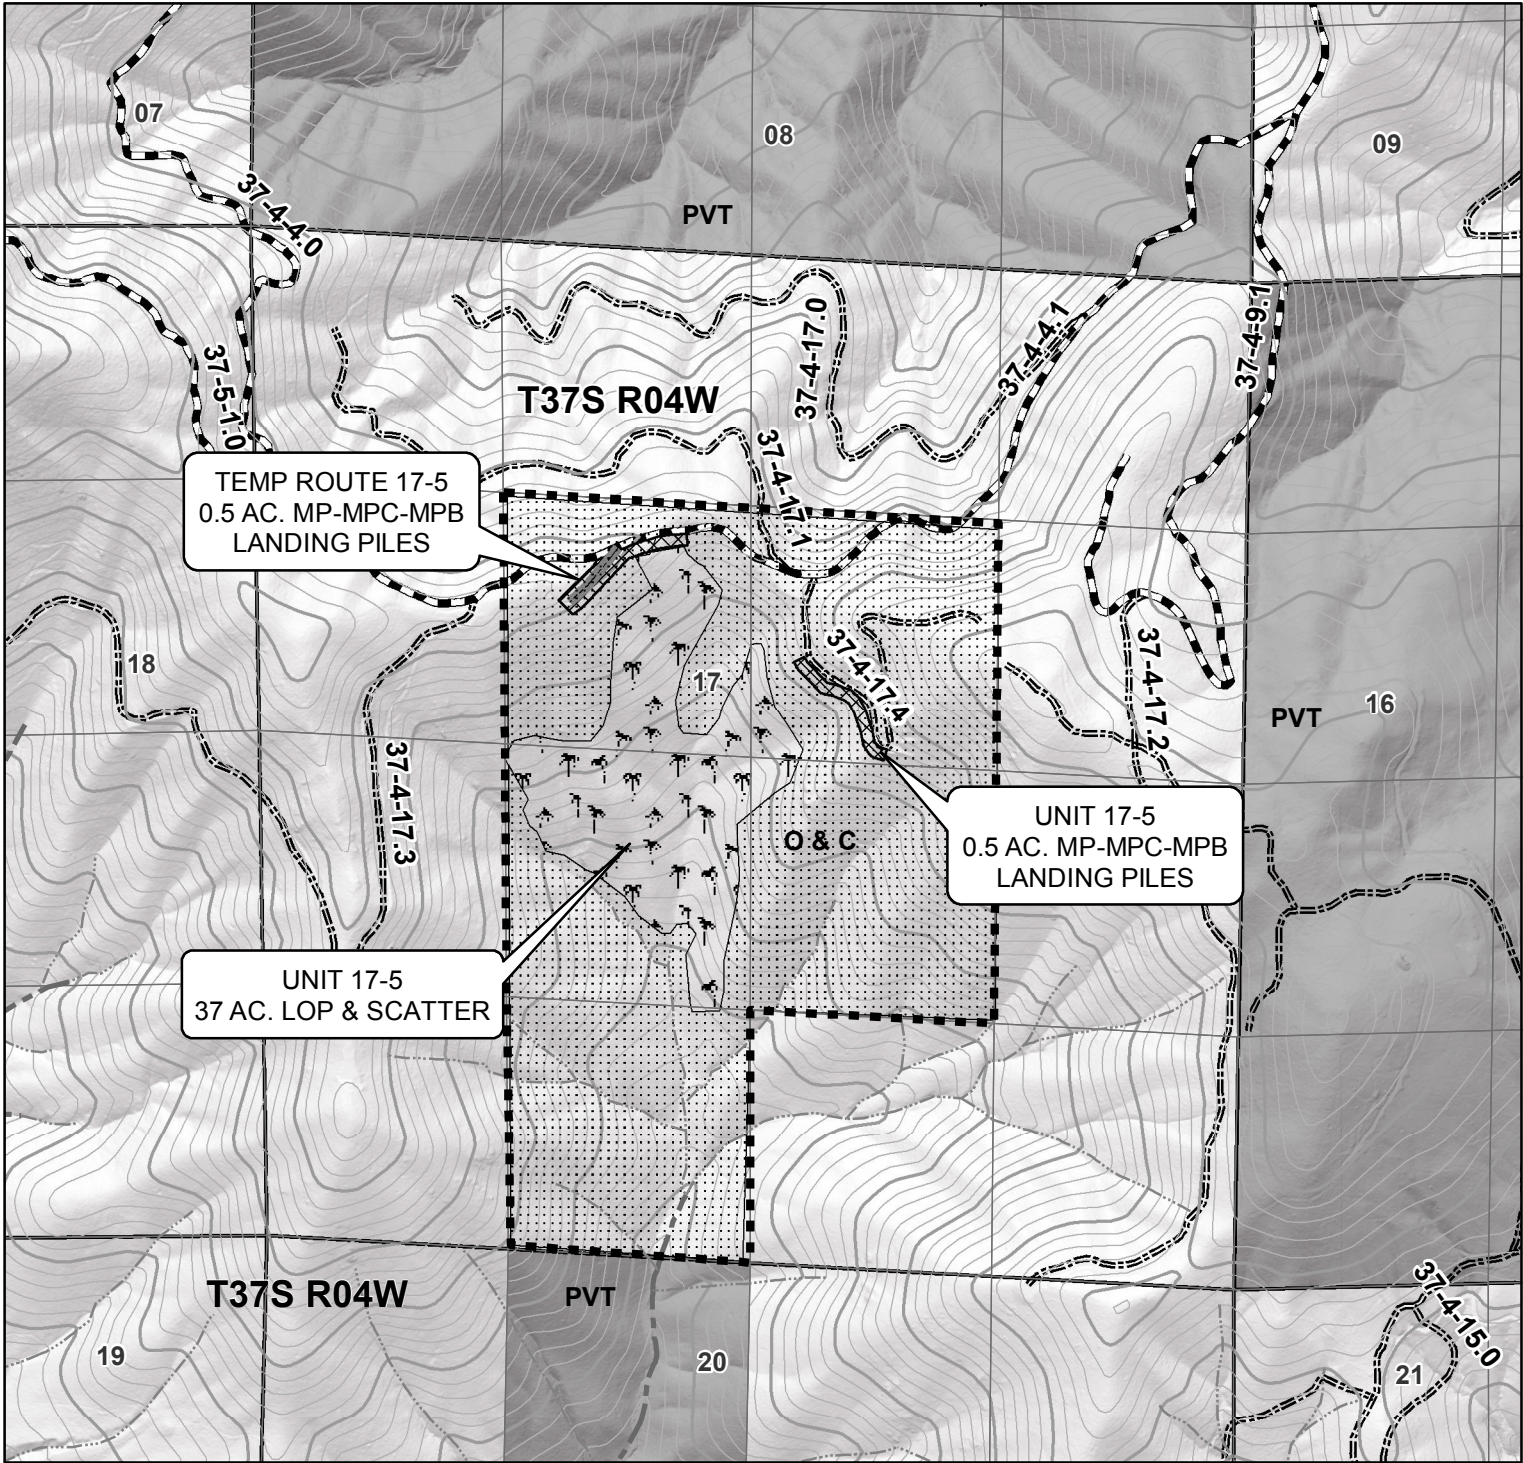 07
08
09
37-4-4.0
PVT
37-5-1.0
37-4-17.0
37-4-4.1
37-4-9.1
T37S R04W
37-4-17.1
TEMP ROUTE 17-5
0.5 AC. MP-MPC-MPB
LANDING PILES
18
17
37-4-17.4
37-4-17.2
PVT
16
37-4-17.3
O & C
UNIT 17-5
0.5 AC. MP-MPC-MPB
LANDING PILES
UNIT 17-5
37 AC. LOP & SCATTER
T37S R04W
PVT
37-4-15.0
19
20
21